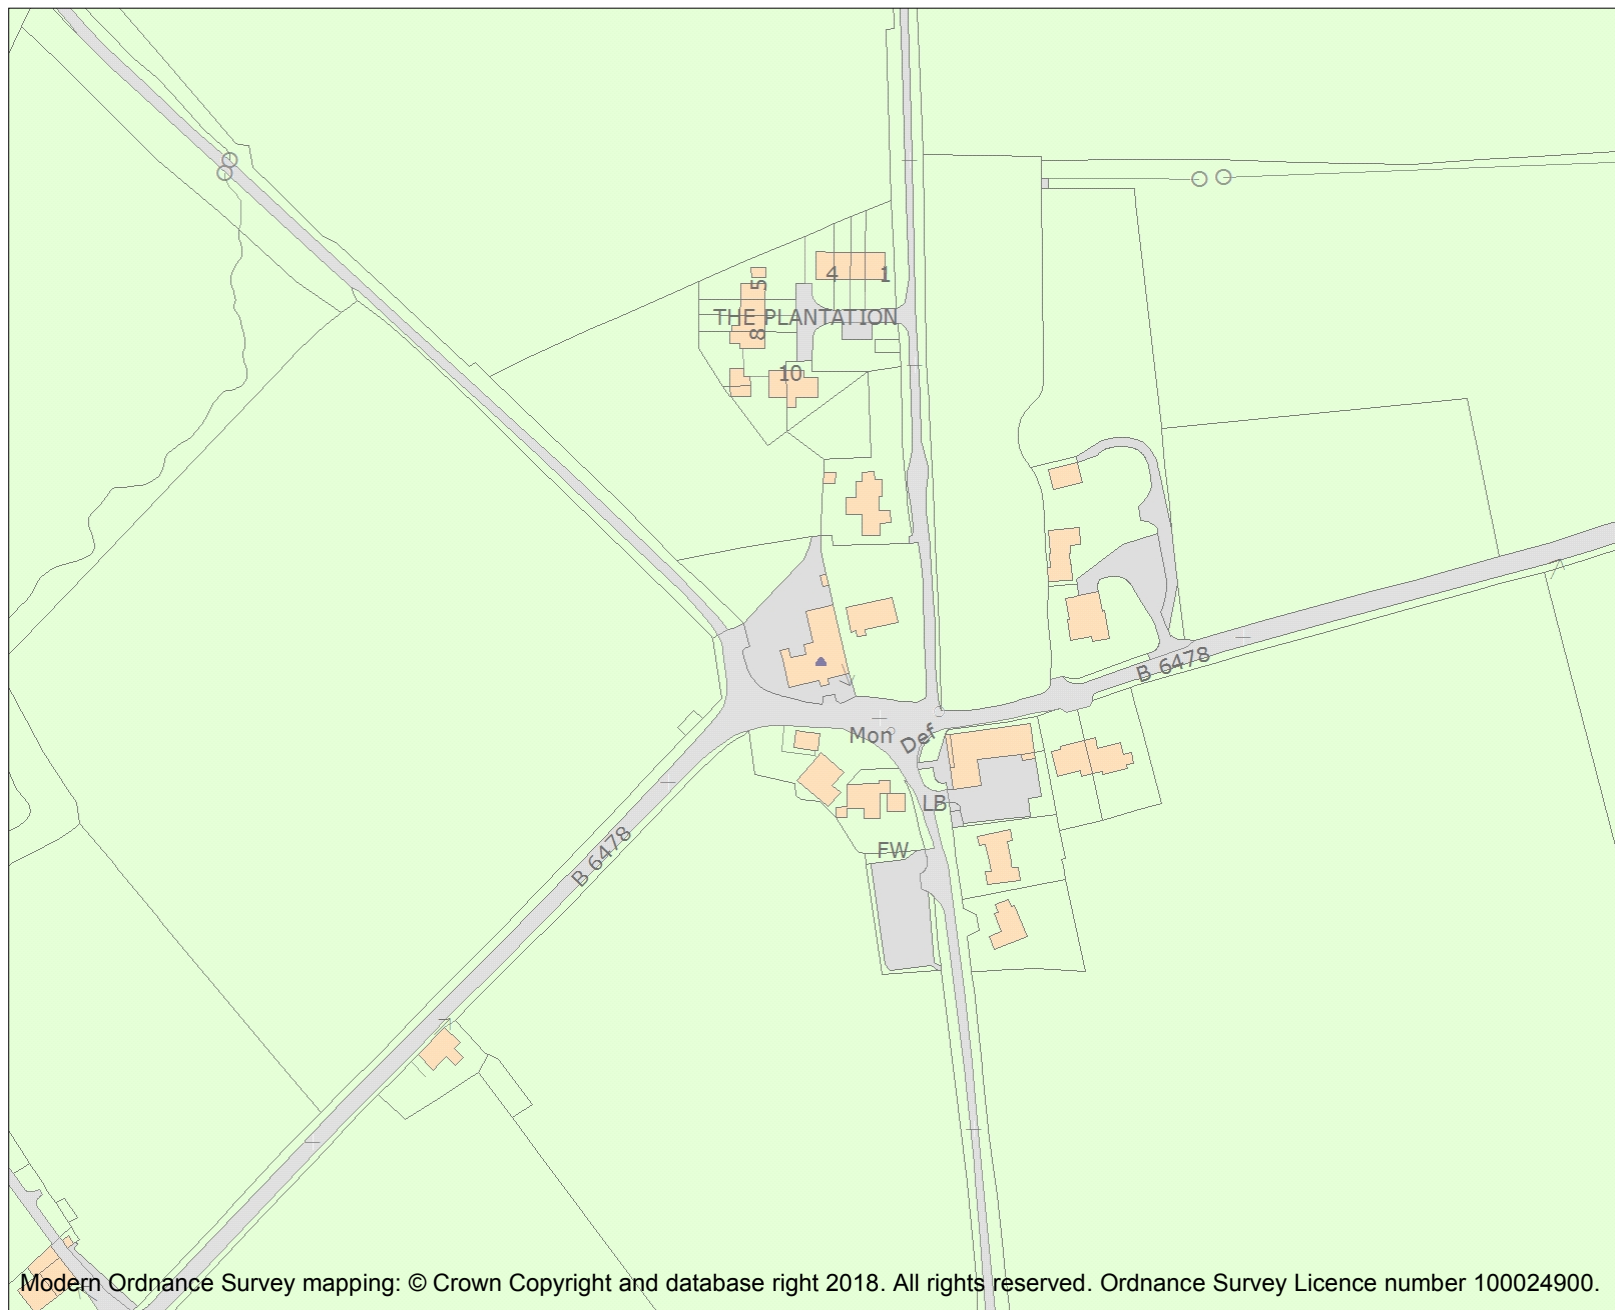 4
1
5
THE PLANTATION
8
10
B 6478
Mon
Def
LB
B 6478
FW
Modern Ordnance Survey mapping: © Crown Copyright and database right 2018. All rights reserved. Ordnance Survey Licence number 100024900.